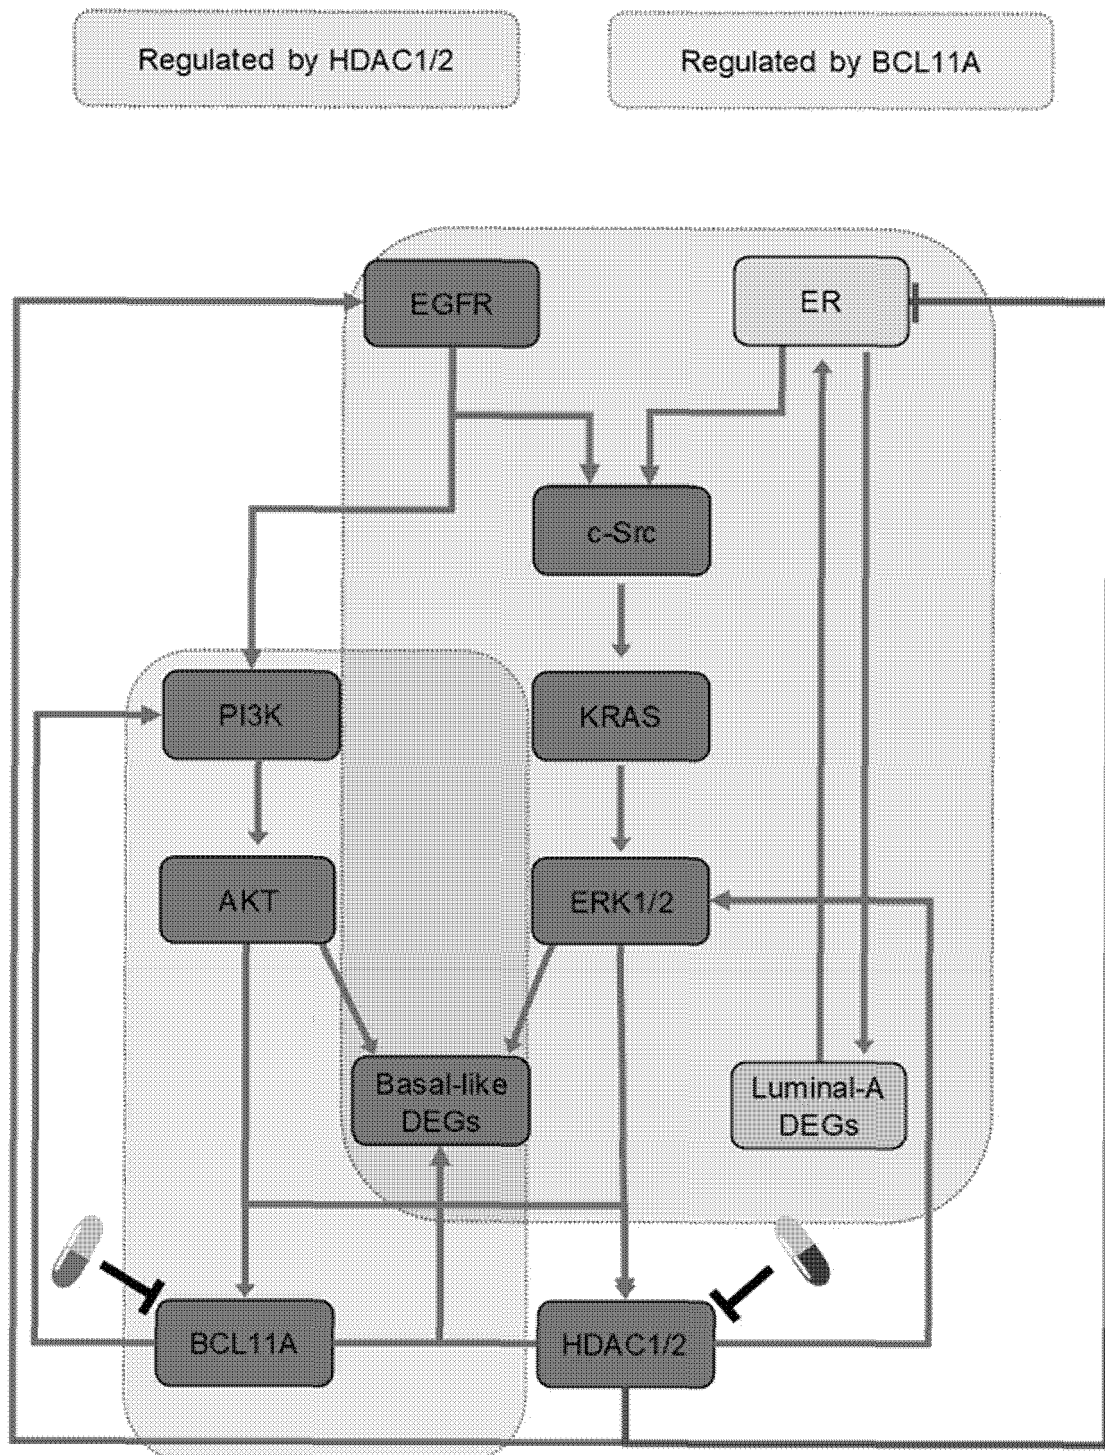 Regulated by HDAC1/2
Regulated by BCL11A
EGFR
ER
c-Src
PI3K
KRAS
AKT
ERK1/2
Basal-like
DEGs
Luminal-A
DEGs
BCL11A
HDAC1/2